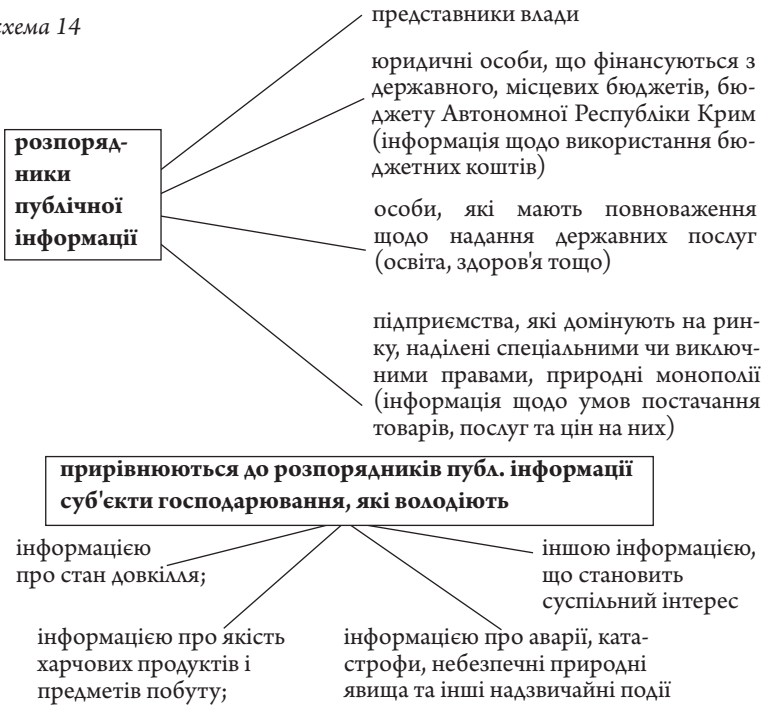 схема 14
розпоряд-
ники
публічної
інформації
представники влади
юридичні особи, що фінансуються з
державного, місцевих бюджетів, бю-
джету Автономної Республіки Крим
(інформація щодо використання бю-
джетних коштів)
особи, які мають повноваження
щодо надання державних послуг
(освіта, здоров'я тощо)
підприємства, які домінують на рин-
ку, наділені спеціальними чи виключ-
ними правами, природні монополії
(інформація щодо умов постачання
товарів, послуг та цін на них)
прирівнюються до розпорядників публ. інформації
суб'єкти господарювання, які володіють
інформацією
про стан довкілля;
інформацією про якість
харчових продуктів і
предметів побуту;
інформацією про аварії, ката-
строфи, небезпечні природні
явища та інші надзвичайні події
іншою інформацією,
що становить
суспільний інтерес